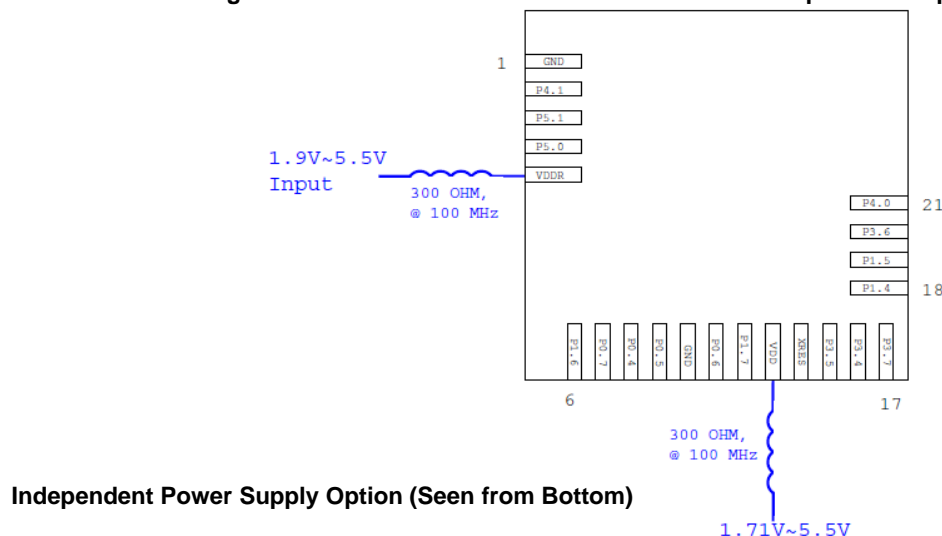 1 GND
P4.1
P5.1
P5.0
1.9V~5.5V
Input
VDDR
300 OHM,
@ 100 MHz
P4.0 21
P3.6
P1.5
P1.4 18
P1.6 P0.7 P0.4 P0.5 GND P0.6 P1.7 VDD XRES P3.5 P3.4 P3.7
6 17
300 OHM,
@ 100 MHz
Independent Power Supply Option (Seen from Bottom)
1.71V~5.5V